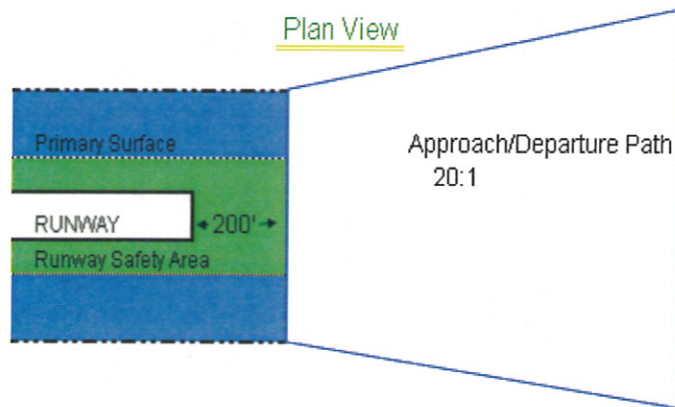 Plan View
Primary Surface
Approach/Departure Path
20:1
RUNWAY
200'
Runway Safety Area